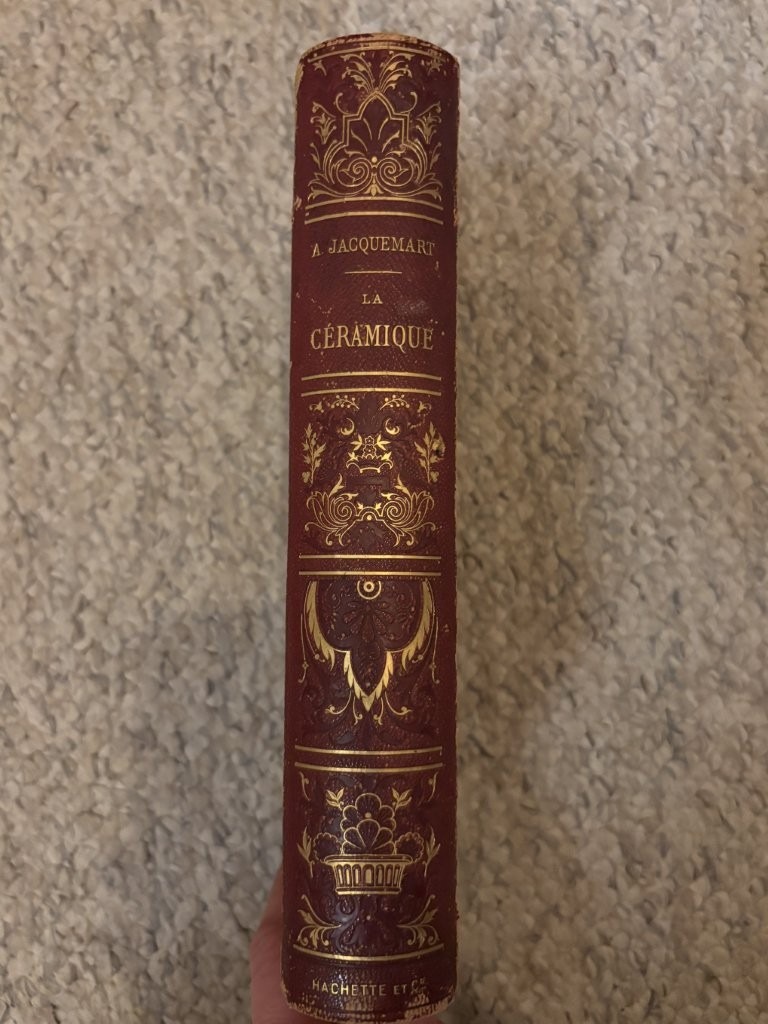 A. JACQUEMART
LA
CÉRAMIQUE
HACHETTE ET Cie